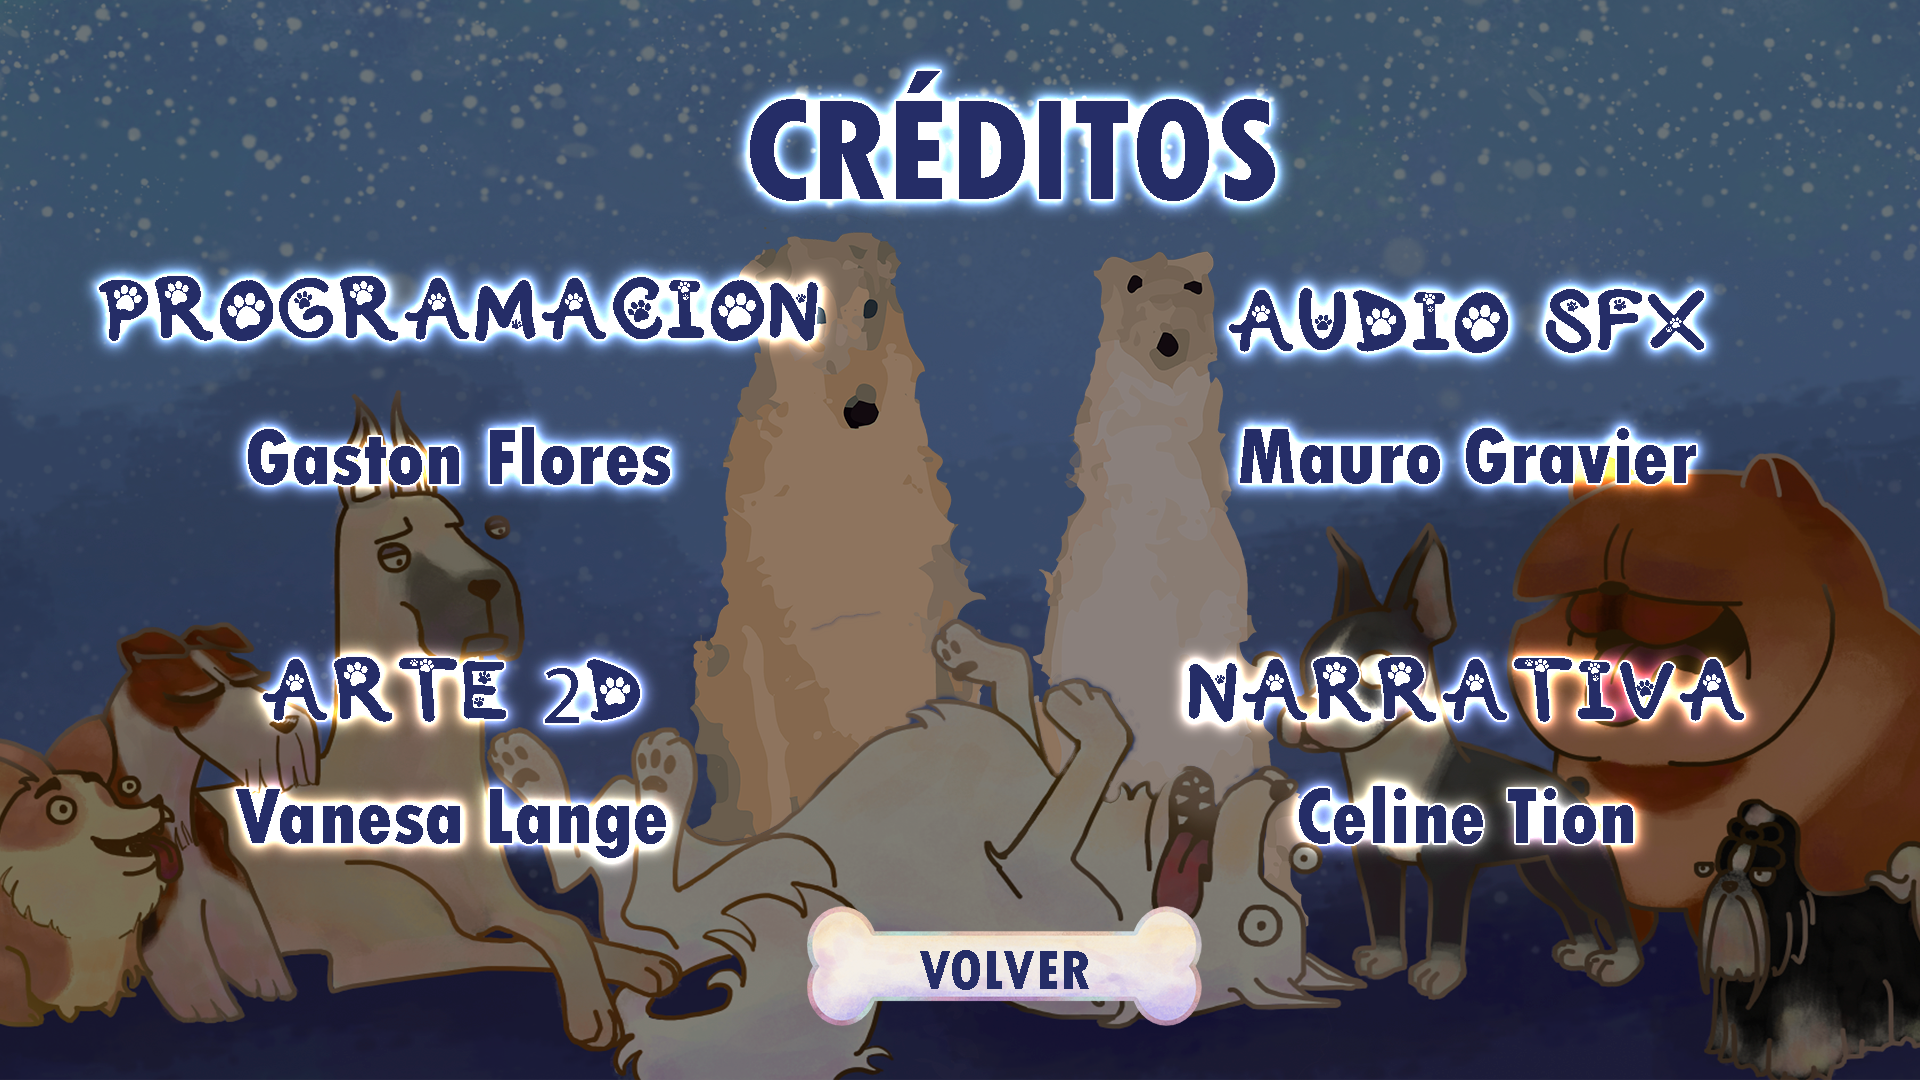 CRÉDITOS
PROGRAMACION
Gaston Flores
AUDIO SFX
Mauro Gravier
ARTE 2D
Vanesa Lange
NARRATIVA
Celine Tion
VOLVER